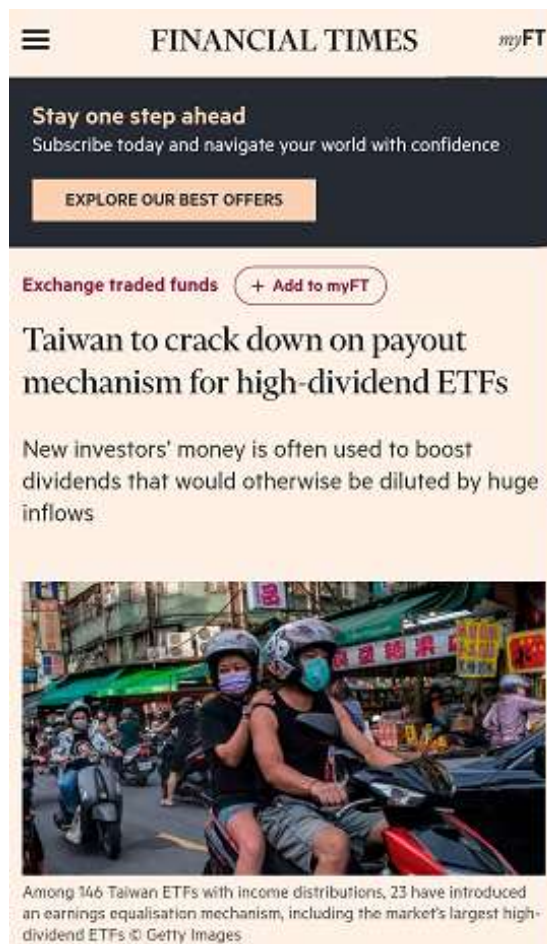 FINANCIAL TIMES
myFT
Stay one step ahead
Subscribe today and navigate your world with confidence
EXPLORE OUR BEST OFFERS
Exchange traded funds
+ Add to myFT
Taiwan to crack down on payout
mechanism for high-dividend ETFs
New investors' money is often used to boost
dividends that would otherwise be diluted by huge
inflows
Among 146 Taiwan ETFs with income distributions, 23 have introduced
an earnings equalisation mechanism, including the market's largest high-
dividend ETFs © Getty Images